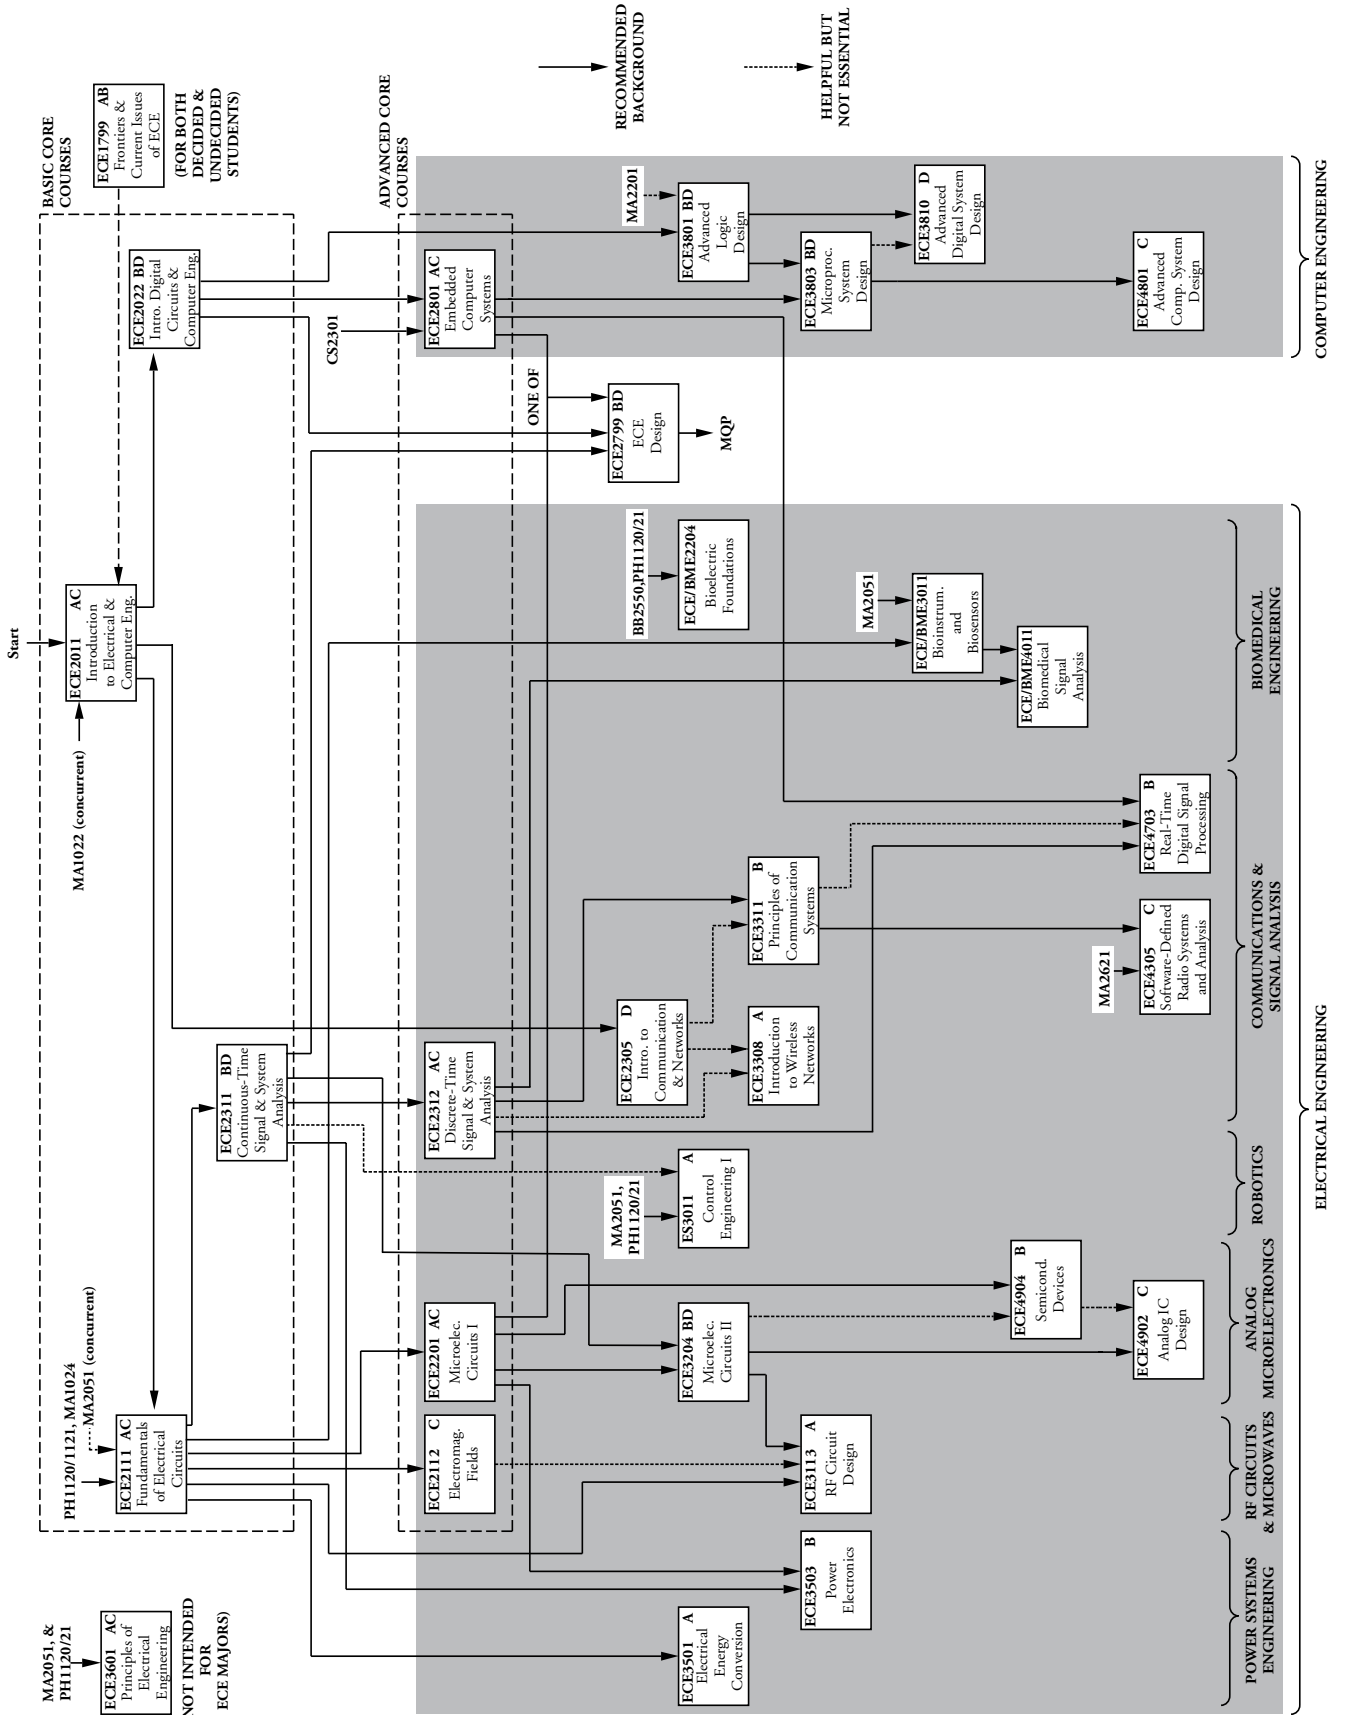 Start
MA1022 (concurrent)
ECE2011 AC
Introduction
to Electrical &
Computer Eng.
BASIC CORE
COURSES
ECE1799 AB
Frontiers &
Current Issues
of ECE
(FOR BOTH
DECIDED &
UNDECIDED
STUDENTS)
MA2051, &
PH1120/21
ECE3601 AC
Principles of
Electrical
Engineering
NOT INTENDED
FOR
ECE MAJORS)
PH1120/1121, MA1024
MA2051 (concurrent)
ECE2111 AC
Fundamentals
of Electrical
Circuits
ECE2022 BD
Intro. Digital
Circuits &
Computer Eng.
ECE2311 BD
Continuous-Time
Signal & System
Analysis
CS2301
ADVANCED CORE
COURSES
ECE2112 C
Electromag.
Fields
ECE2201 AC
Microelec.
Circuits I
ECE2312 AC
Discrete-Time
Signal & System
Analysis
ECE2801 AC
Embedded
Computer
Systems
ONE OF
ECE2799 BD
ECE
Design
MQP
RECOMMENDED
BACKGROUND
HELPFUL BUT
NOT ESSENTIAL
ECE3501 A
Electrical
Energy
Conversion
ECE3204 BD
Microelec.
Circuits II
MA2051,
PH1120/21
ES3011 A
Control
Engineering I
ECE2305 D
Intro. to
Communication
& Networks
BB2550,PH1120/21
ECE/BME2204
Bioelectric
Foundations
MA2201
ECE3801 BD
Advanced
Logic
Design
ECE3503 B
Power
Electronics
ECE3113 A
RF Circuit
Design
ECE3308 A
Introduction
to Wireless
Networks
ECE3311 B
Principles of
Communication
Systems
ECE3803 BD
Microproc.
System
Design
MA2051
ECE/BME3011
Bioinstrum.
and
Biosensors
ECE3810 D
Advanced
Digital System
Design
ECE4904 B
Semicond.
Devices
ECE/BME4011
Biomedical
Signal
Analysis
ECE4902 C
Analog IC
Design
MA2621
ECE4305 C
Software-Defined
Radio Systems
and Analysis
ECE4703 B
Real-Time
Digital Signal
Processing
ECE4801 C
Advanced
Comp. System
Design
POWER SYSTEMS
ENGINEERING
RF CIRCUITS
& MICROWAVES
ANALOG
MICROELECTRONICS
ROBOTICS
COMMUNICATIONS &
SIGNAL ANALYSIS
BIOMEDICAL
ENGINEERING
ELECTRICAL ENGINEERING
COMPUTER ENGINEERING